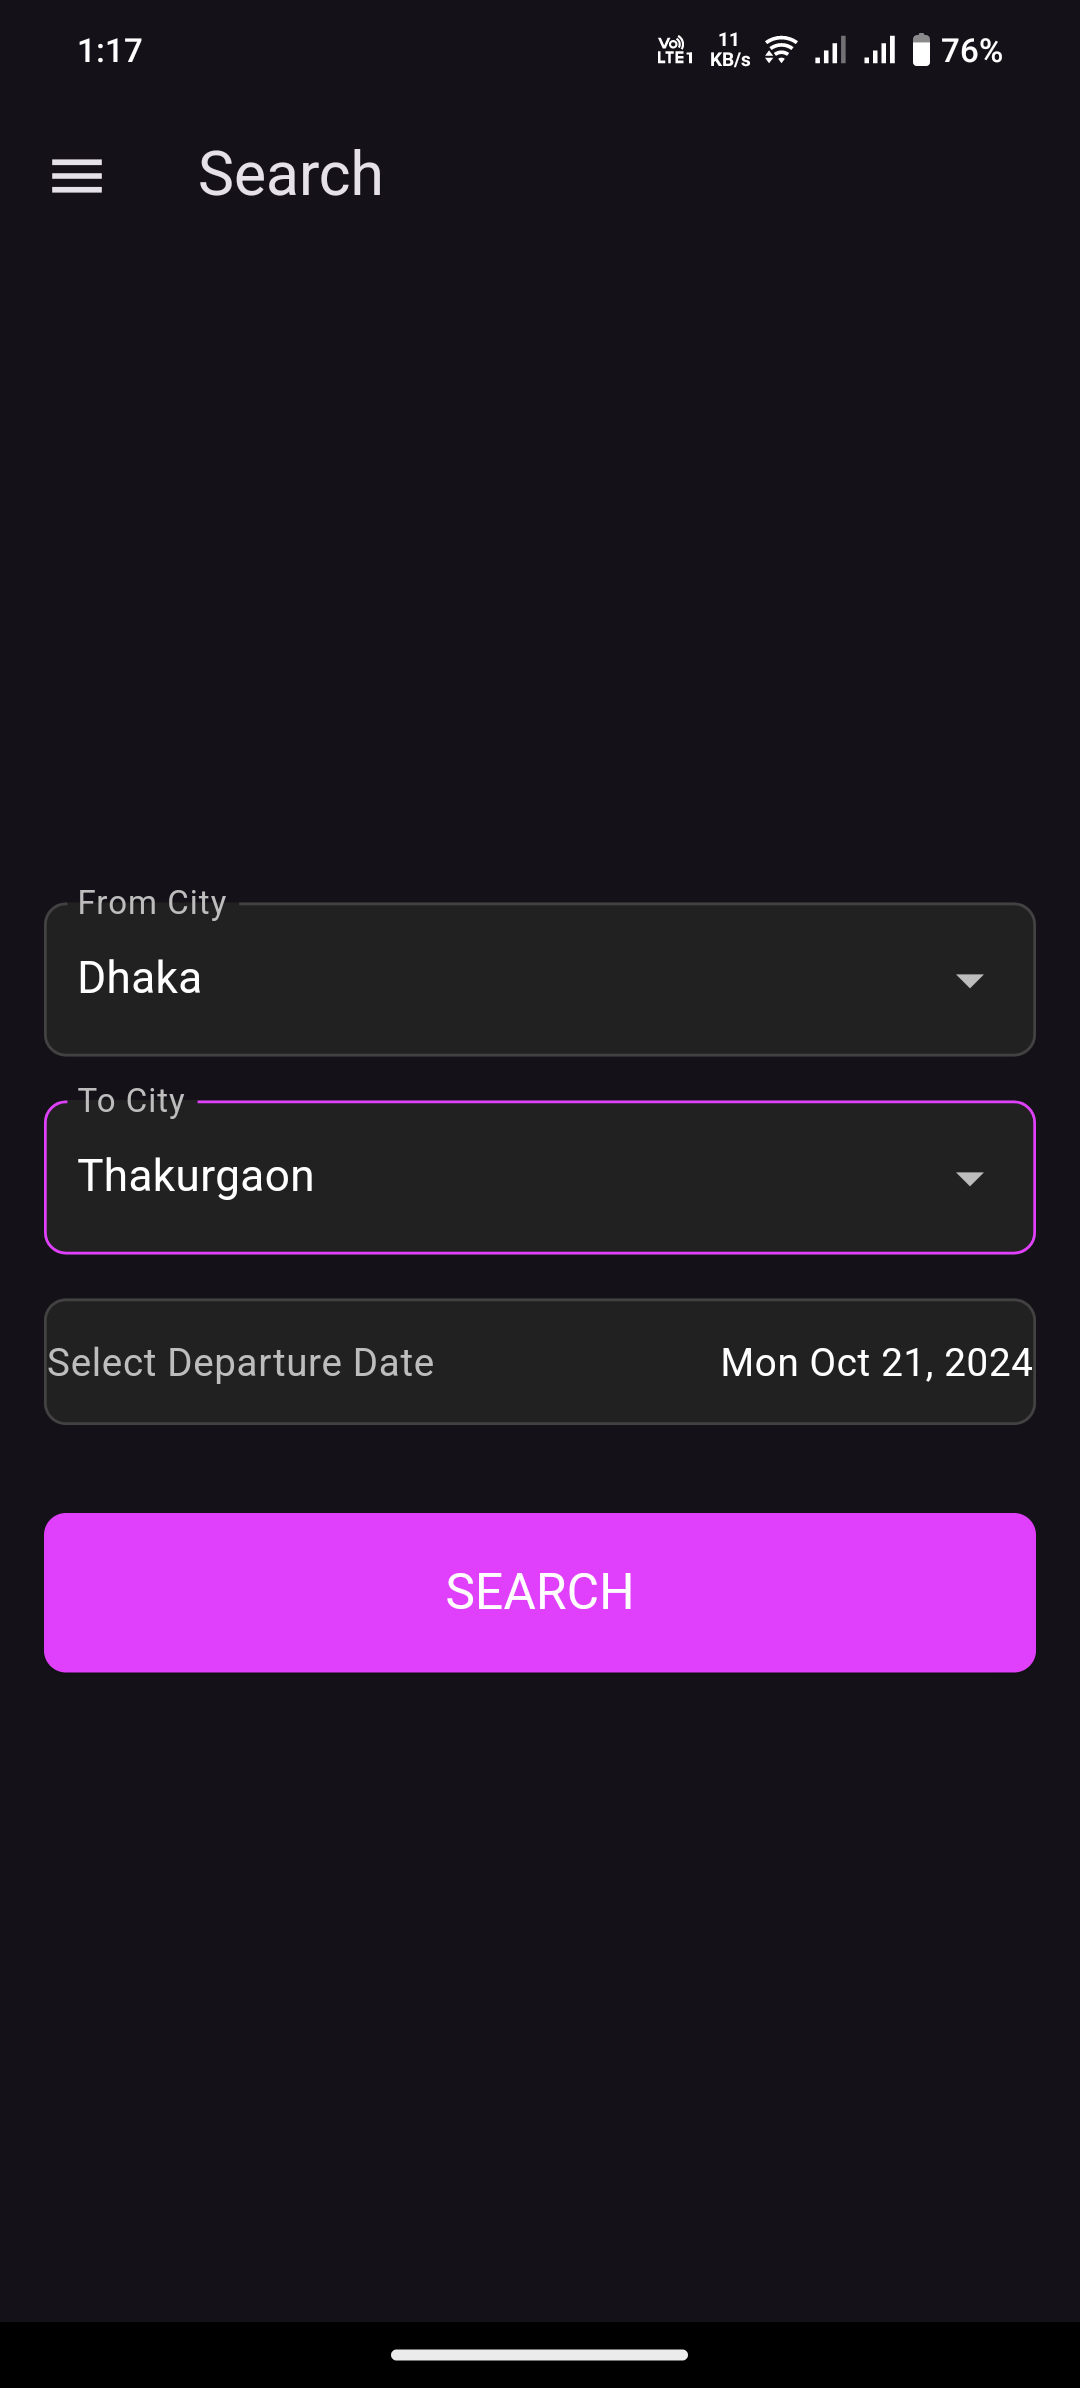 1:17
Vo LTE1
11 KB/s
76%
Search
From City
Dhaka
To City
Thakurgaon
Select Departure Date Mon Oct 21, 2024
SEARCH